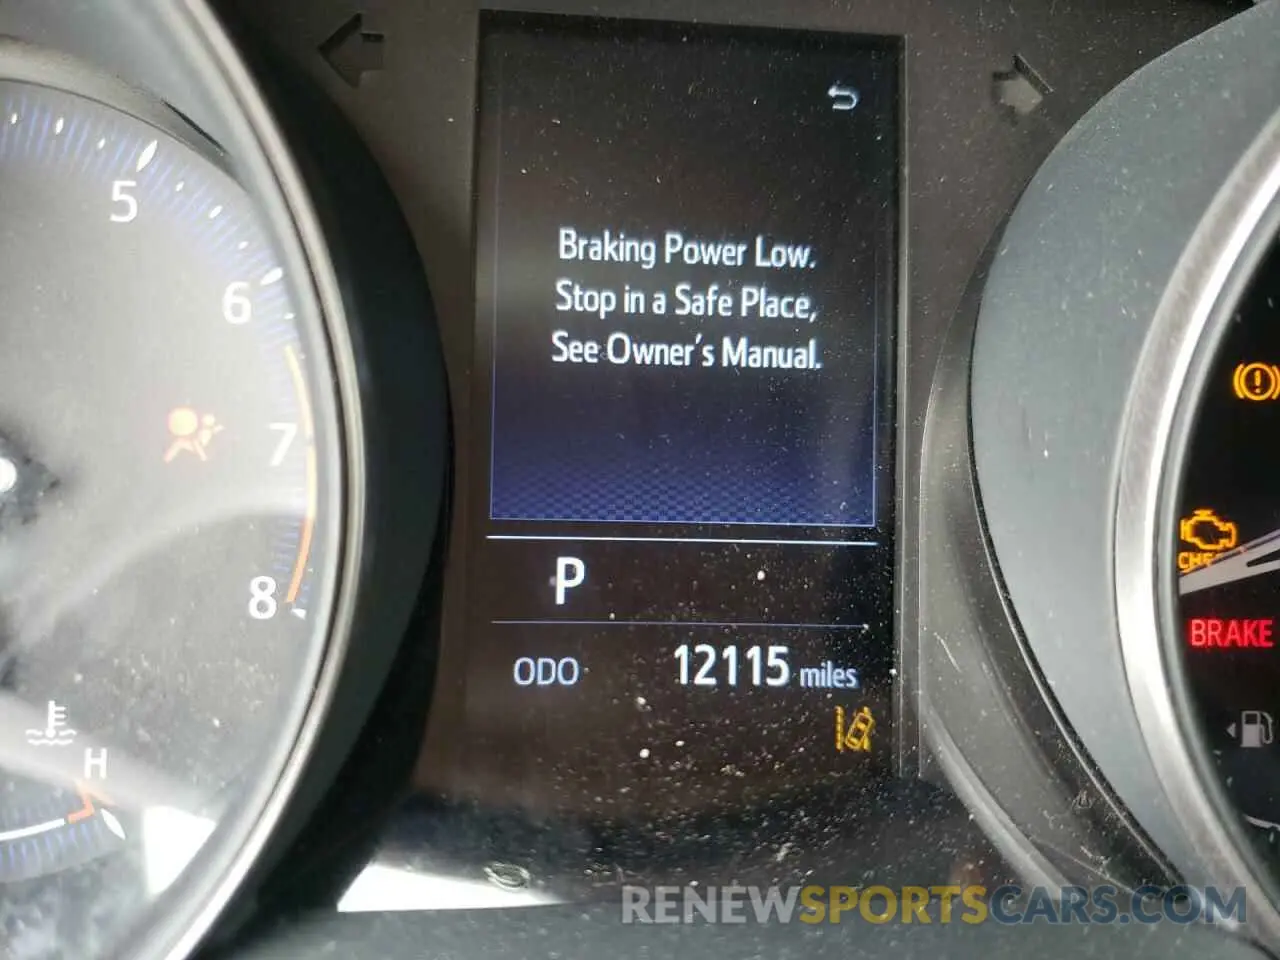 5
6
7
8
H
Braking Power Low.
Stop in a Safe Place,
See Owner's Manual.
P
ODO 12115 miles
BRAKE
RENEWSPORTSCARS.COM